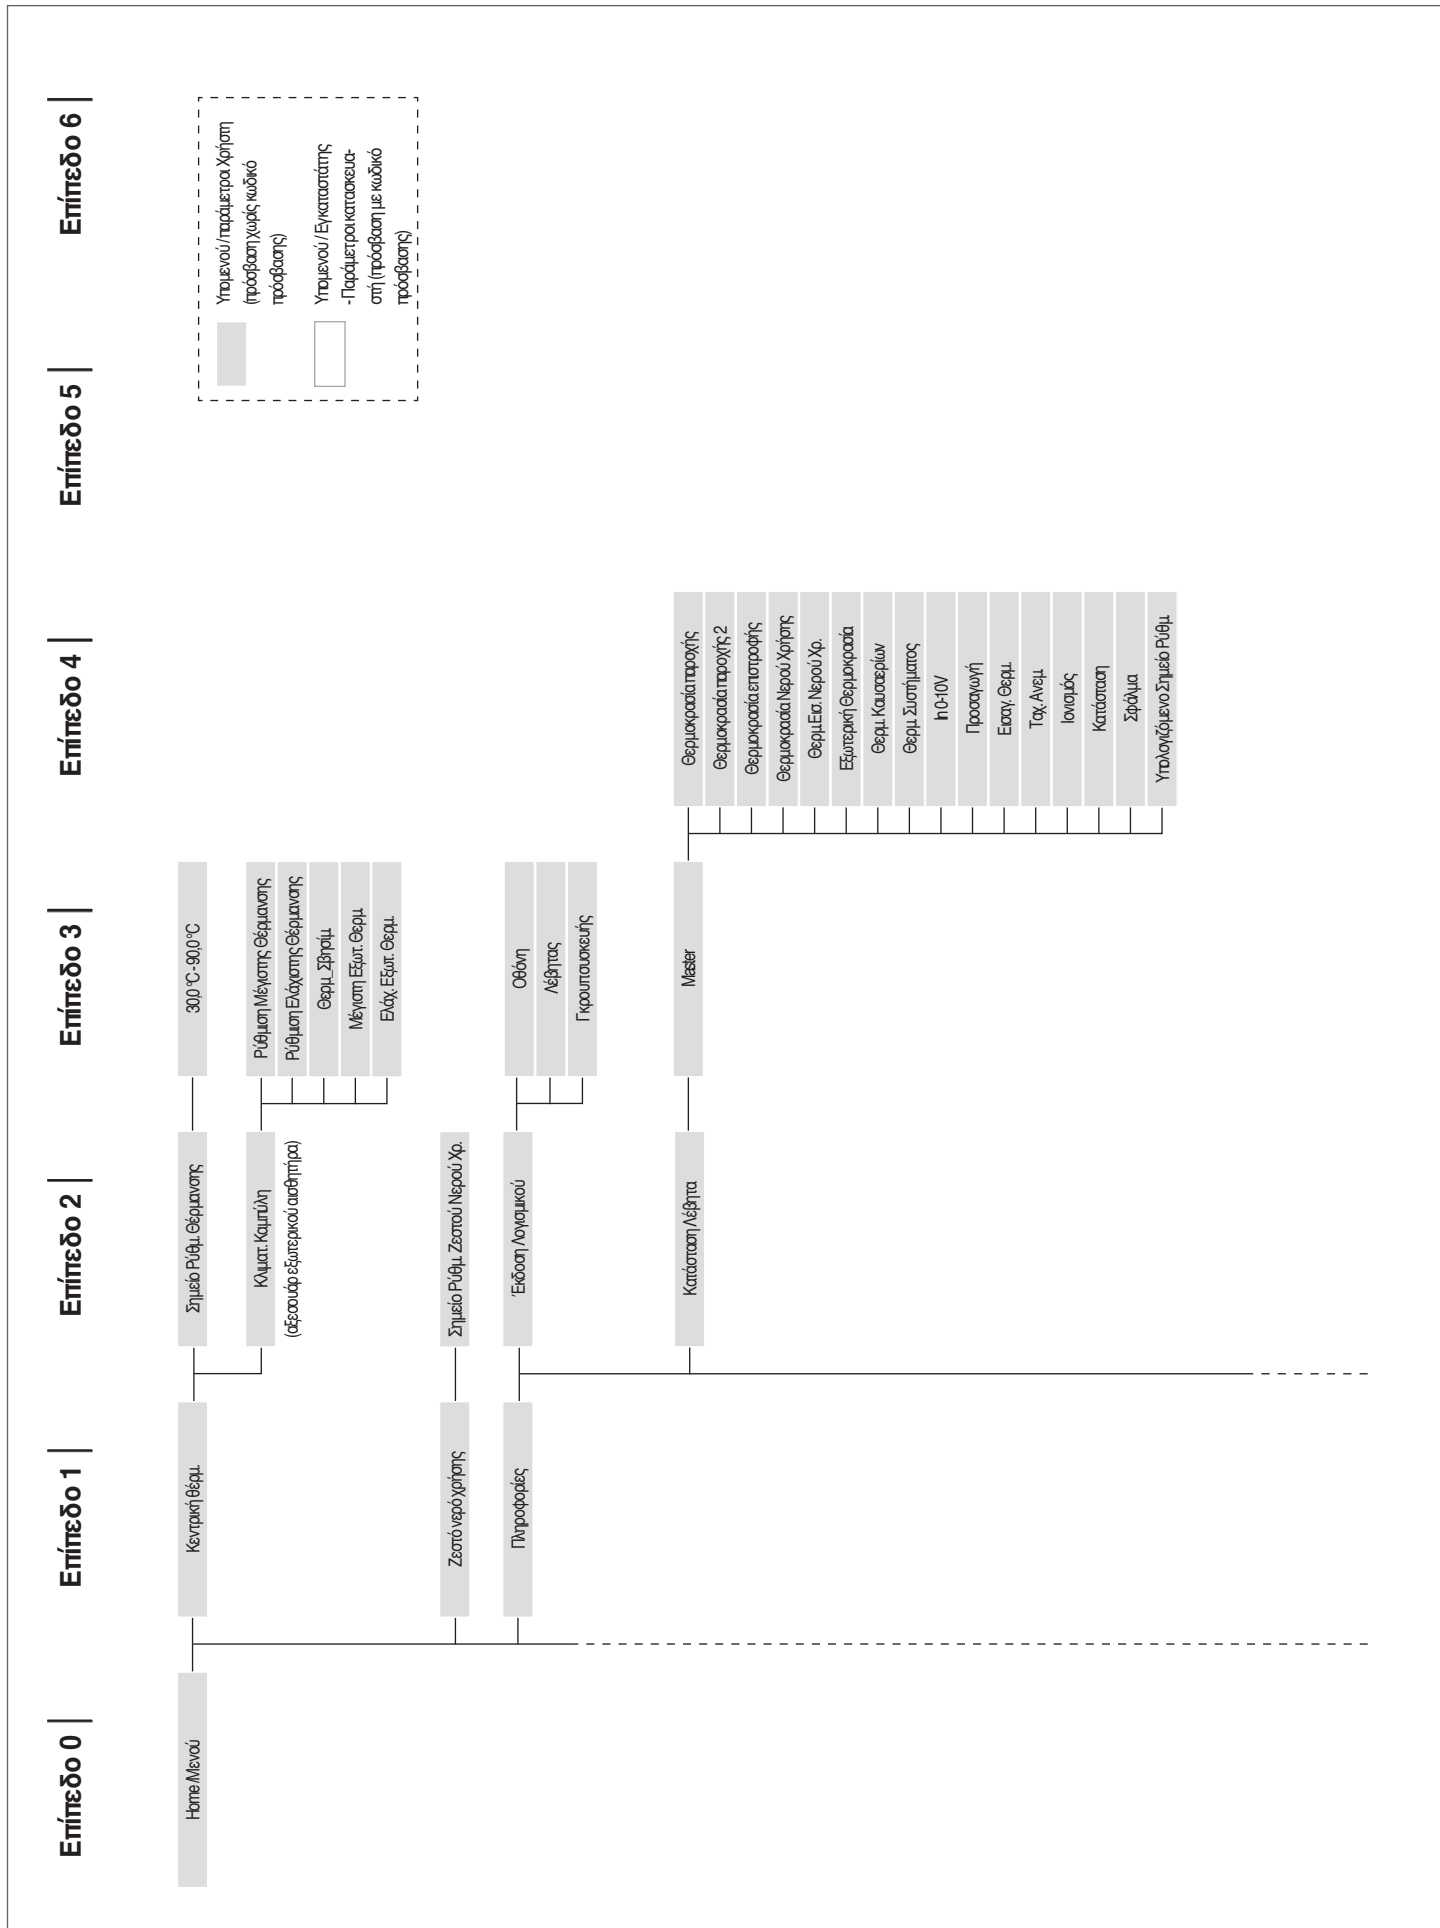 Επίπεδο 0
Επίπεδο 1
Επίπεδο 2
Επίπεδο 3
Επίπεδο 4
Επίπεδο 5
Επίπεδο 6
Home/Μενού
Κεντρική θέρμ.
Σημείο Ρύθμ. Θέρμανσης
30,0 °C - 90,0 °C
Κλιματ. Καμπύλη
(αξεσουάρ εξωτερικού αισθητήρα)
Ρύθμιση Μέγιστης Θέρμανσης
Ρύθμιση Ελάχιστης Θέρμανσης
Θερμ_Σβησίμ.
Μέγιστη Εξωτ. Θερμ.
Ελάχ. Εξωτ. Θερμ.
Ζεστό νερό χρήσης
Σημείο Ρύθμ. Ζεστού Νερού Χρ.
Πληροφορίες
Έκδοση Λογισμικού
Οθόνη
Λέβητας
Γκρουπ συσκευής
Κατάσταση Λέβητα
Master
Θερμοκρασία παροχής
Θερμοκρασία παροχής 2
Θερμοκρασία επιστροφής
Θερμοκρασία Νερού Χρήσης
Θερμ Εισ. Νερού Χρ.
Εξωτερική Θερμοκρασία
Θερμ. Καυσαερίων
Θερμ. Συστήματος
In 0-10V
Προσαγωγή
Εισαγ. Θερμ.
Ταχ. Ανεμ.
Ιονισμός
Κατάσταση
Σφάλμα
Υπολογιζόμενο Σημείο Ρύθμ.
Υπομενού / παράμετροι Χρήστη
(πρόσβαση χωρίς κωδικό
πρόσβασης)
Υπομενού / Εγκαταστάτης
- Παράμετροι κατασκευα-
στή (πρόσβαση με κωδικό
πρόσβασης)